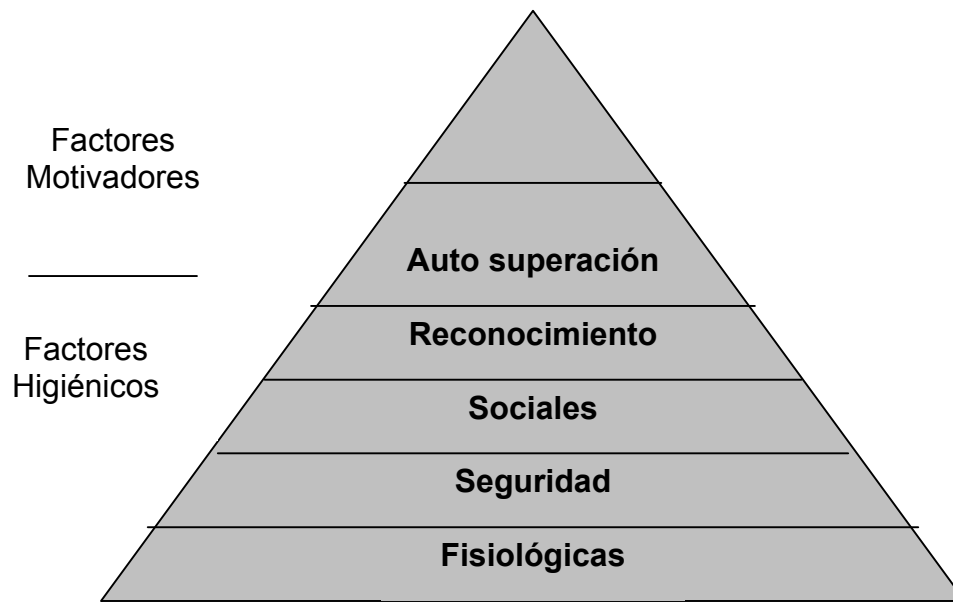 Factores
Motivadores
Auto superación
Reconocimiento
Factores
Higiénicos
Sociales
Seguridad
Fisiológicas